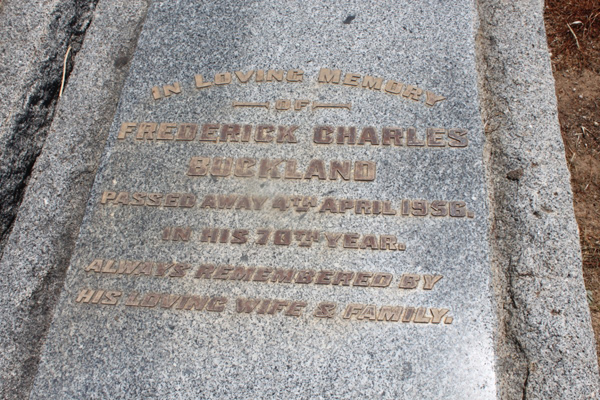 IN LOVING MEMORY
OF
FREDERICK CHARLES
BUCKLAND
PASSED AWAY 4TH APRIL 1956.
IN HIS 70TH YEAR.
ALWAYS REMEMBERED BY
HIS LOVING WIFE & FAMILY.